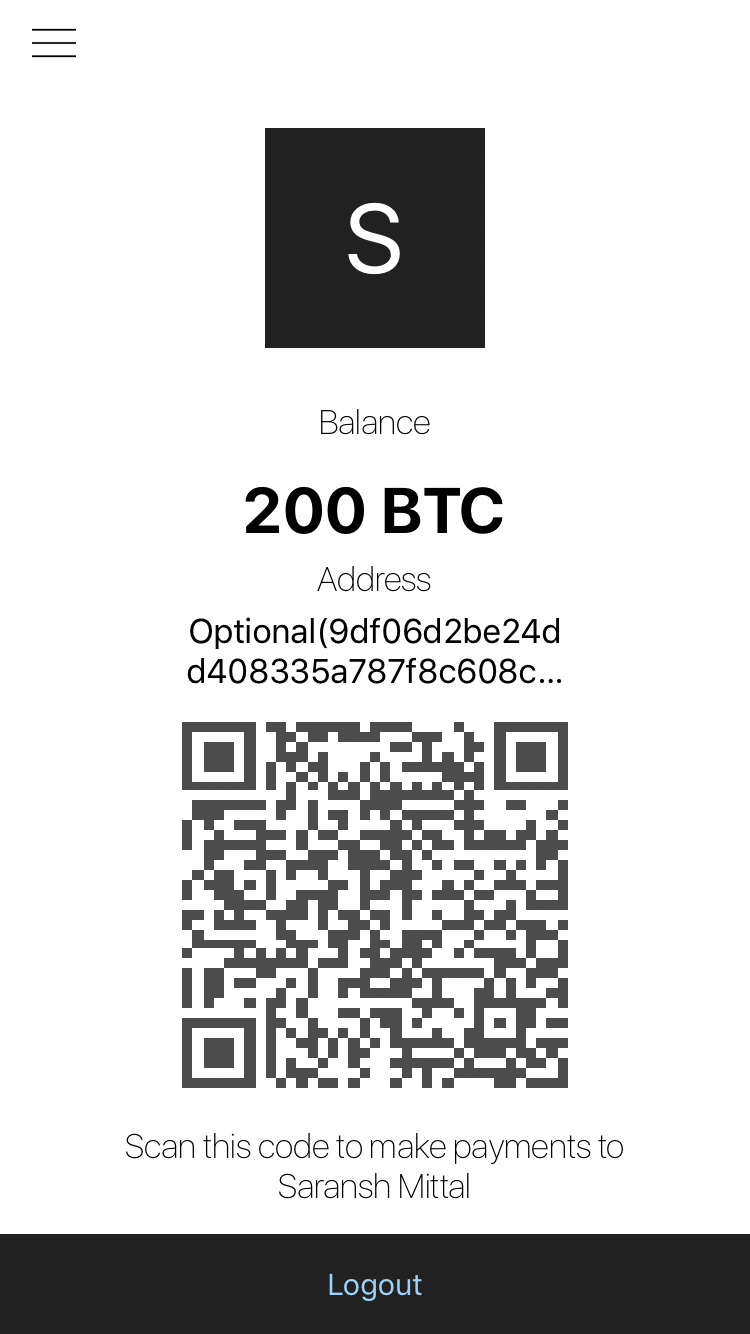 S
Balance
200 BTC
Address
Optional(9df06d2be24d
d408335a787f8c608c...
Scan this code to make payments to
Saransh Mittal
Logout